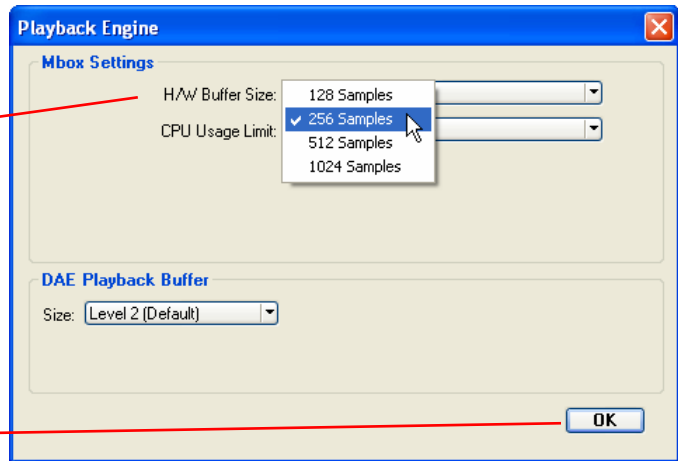 Playback Engine
Mbox Settings
H/W Buffer Size:
128 Samples
256 Samples
CPU Usage Limit:
512 Samples
1024 Samples
DAE Playback Buffer
Size: Level 2 (Default)
OK